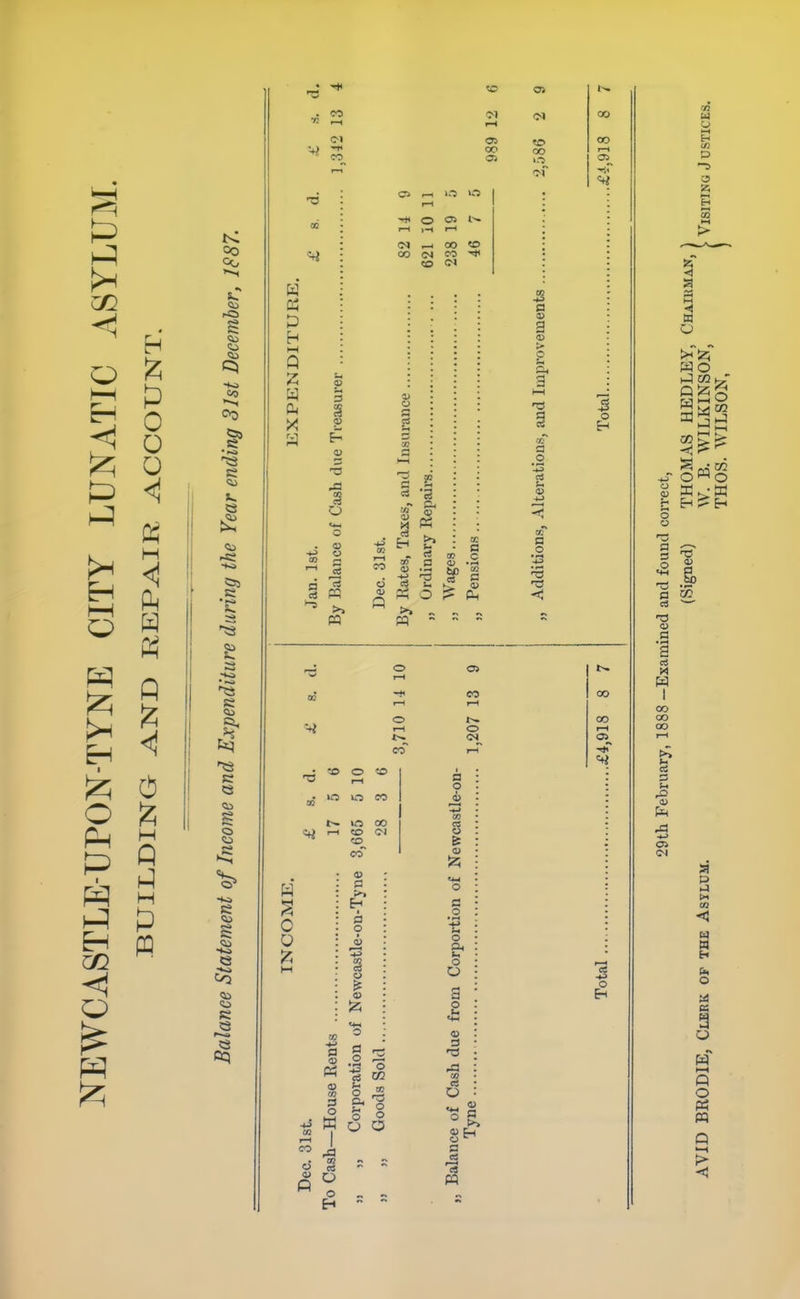 NEWCASTLE-UPON-TYNE CITY LUNATIC ASYLUM.
BUILDING AND REPAIR ACCOUNT.
Balance Statement of Income and Expenditure during the Year ending 31st December, 1887.
INCOME.
£ s. d. £ s. d.
Dec. 31st.
To Cash—House Rents ............ 17 5 6
„ „ Corporation of Newcastle-on-Tyne 3,665 5 10
„ „ Goods Sold ............ 28 3 6
3,710 14 10
„ Balance of Cash due from Corportion of Newcastle-on-
Tyne ............ 1,207 13 9
Total ............ £4,918 8 7
EXPENDITURE.
£ s. d. £ s. d.
Jan. 1st.
By Balance of Cash due Treasurer ............ 1,342 13 4
Dec. 31st.
By Rates, Taxes, and Insurance ............ 82 14 9
„ Ordinary Repairs ............ 621 10 11
„ Wages ............ 238 19 5
„ Pensions ............ 46 7 5
989 12 6
„ Additions, Alterations, and Improvements ............ 2,586 2 9
Total ............ £4,918 8 7
29th February, 1888—Examined and found correct,
(Signed) THOMAS HEDLEY, CHAIRMAN,
W. B. WILKINSON,
THOS. WILSON,
} VISITING JUSTICES.
AVID BRODIE, CLERK OF THE ASYLUM.